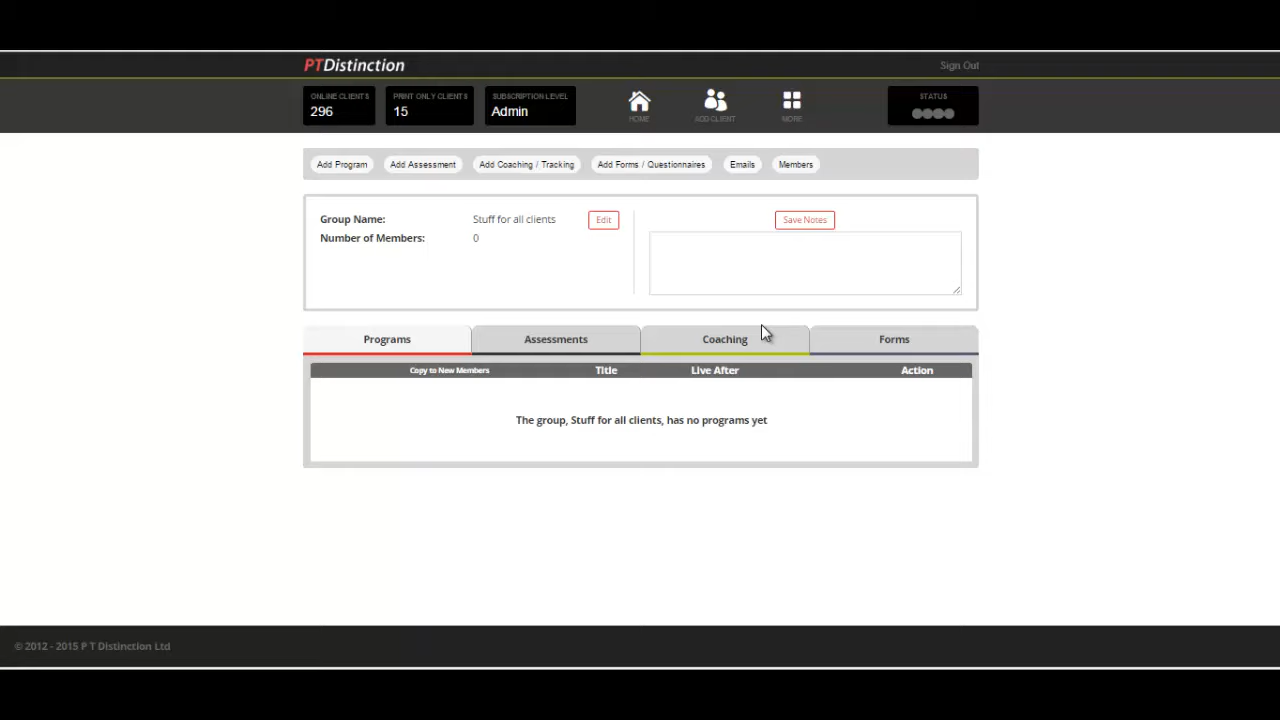 PTDistinction
Sign Out
ONLINE CLIENTS
296
PRINT ONLY CLIENTS
15
SUBSCRIPTION LEVEL
Admin
HOME
ADD CLIENT
MORE
STATUS
Add Program
Add Assessment
Add Coaching / Tracking
Add Forms / Questionnaires
Emails
Members
Group Name: Stuff for all clients Edit
Number of Members: 0
Save Notes
Programs
Assessments
Coaching
Forms
Copy to New Members Title Live After Action
The group, Stuff for all clients, has no programs yet
© 2012 - 2015 P T Distinction Ltd